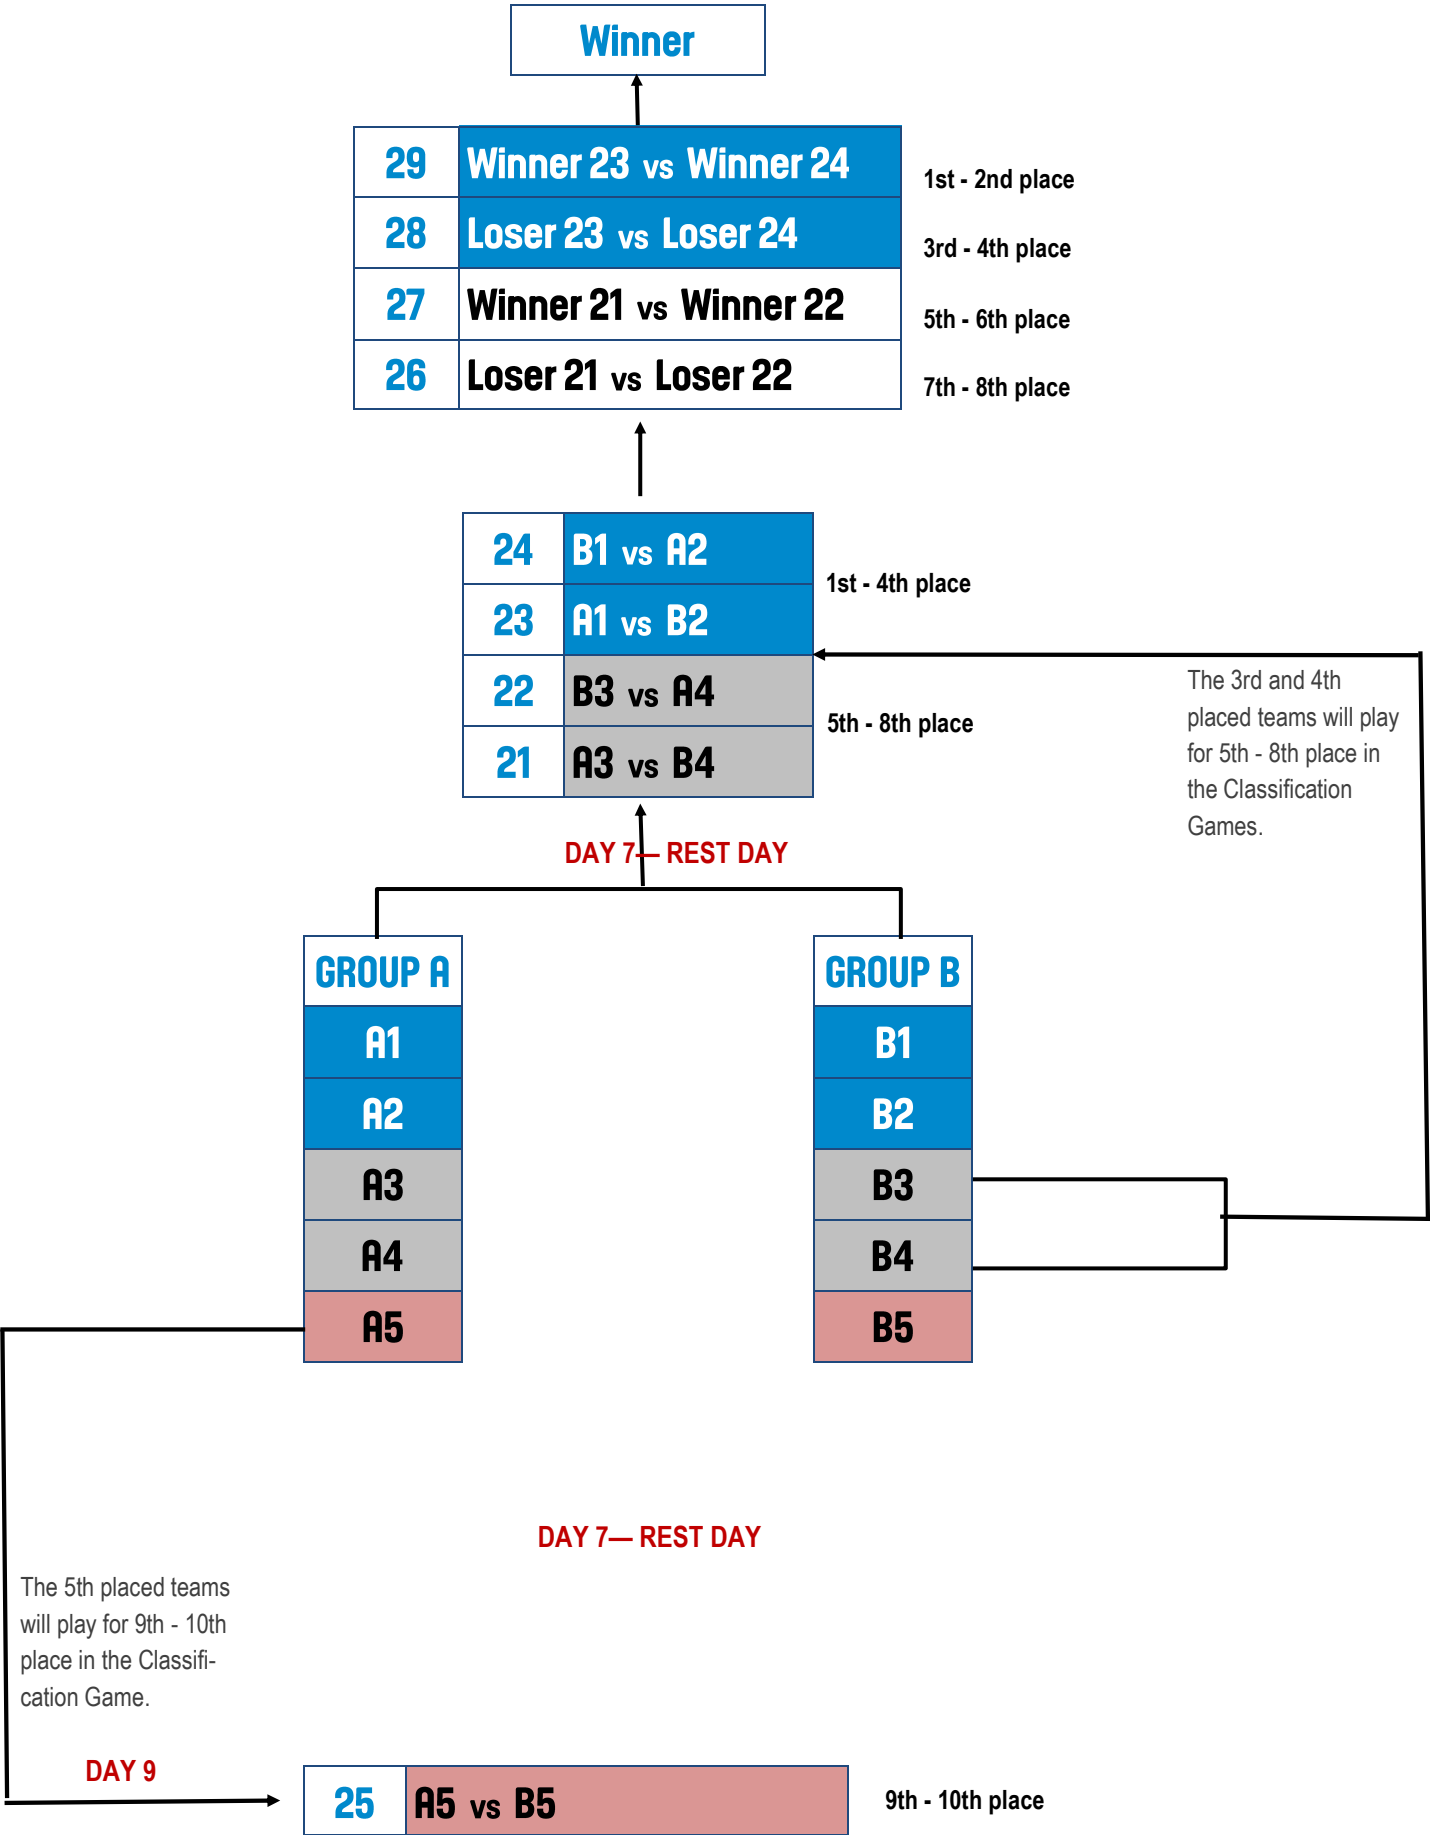 Winner
29 Winner 23 vs Winner 24 1st - 2nd place
28 Loser 23 vs Loser 24 3rd - 4th place
27 Winner 21 vs Winner 22 5th - 6th place
26 Loser 21 vs Loser 22 7th - 8th place
24 B1 vs A2
1st - 4th place
23 A1 vs B2
22 B3 vs A4
5th - 8th place
21 A3 vs B4
The 3rd and 4th
placed teams will play
for 5th - 8th place in
the Classification
Games.
DAY 7— REST DAY
GROUP A
A1
A2
A3
A4
A5
GROUP B
B1
B2
B3
B4
B5
DAY 7— REST DAY
The 5th placed teams
will play for 9th - 10th
place in the Classifi-
cation Game.
DAY 9
25 A5 vs B5 9th - 10th place